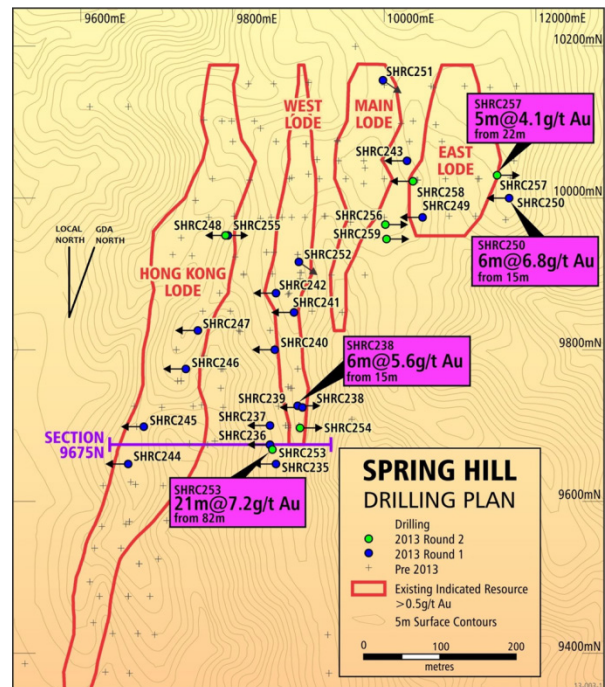 9600mE
9800mE
10000mE
12000mE
10200mN
SHRC251
WEST
LODE
MAIN
LODE
SHRC257
5m@4.1g/t Au
from 22m
SHRC243
EAST
LODE
SHRC258
SHRC257
10000mN
SHRC256
SHRC249
SHRC250
SHRC248
SHRC255
SHRC259
LOCAL
NORTH
GDA
NORTH
SHRC250
6m@6.8g/t Au
from 15m
SHRC252
HONG KONG
LODE
SHRC242
SHRC241
SHRC247
SHRC240
SHRC238
6m@5.6g/t Au
from 15m
9800mN
SHRC246
SHRC239
SHRC238
SHRC245
SHRC237
SHRC254
SECTION
9675N
SHRC236
SHRC253
SHRC244
SHRC235
SHRC253
21m@7.2g/t Au
from 82m
SPRING HILL
DRILLING PLAN
Drilling
2013 Round 2
2013 Round 1
Pre 2013
Existing Indicated Resource
>0.5g/t Au
5m Surface Contours
0 100 200
metres
9600mN
9400mN